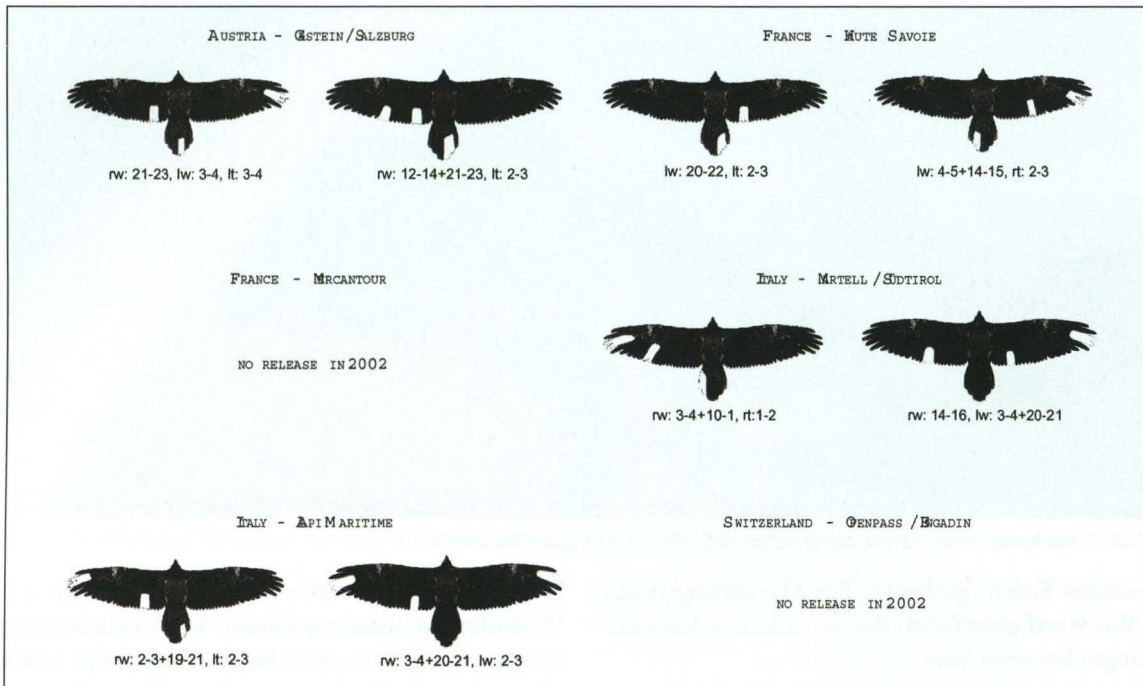 AUSTRIA - GSTEIN/SALZBURG
FRANCE - HUTE SAVOIE
rw: 21-23, lw: 3-4, lt: 3-4
rw: 12-14+21-23, lt: 2-3
lw: 20-22, lt: 2-3
lw: 4-5+14-15, rt: 2-3
FRANCE - MRCANTOUR
ITALY - MRTELL /SÜDTIROL
NO RELEASE IN 2002
rw: 3-4+10-1, rt:1-2
rw: 14-16, lw: 3-4+20-21
ITALY - APIMARITIME
SWITZERLAND - OENPASS /ENGADIN
NO RELEASE IN 2002
rw: 2-3+19-21, lt: 2-3
rw: 3-4+20-21, lw: 2-3